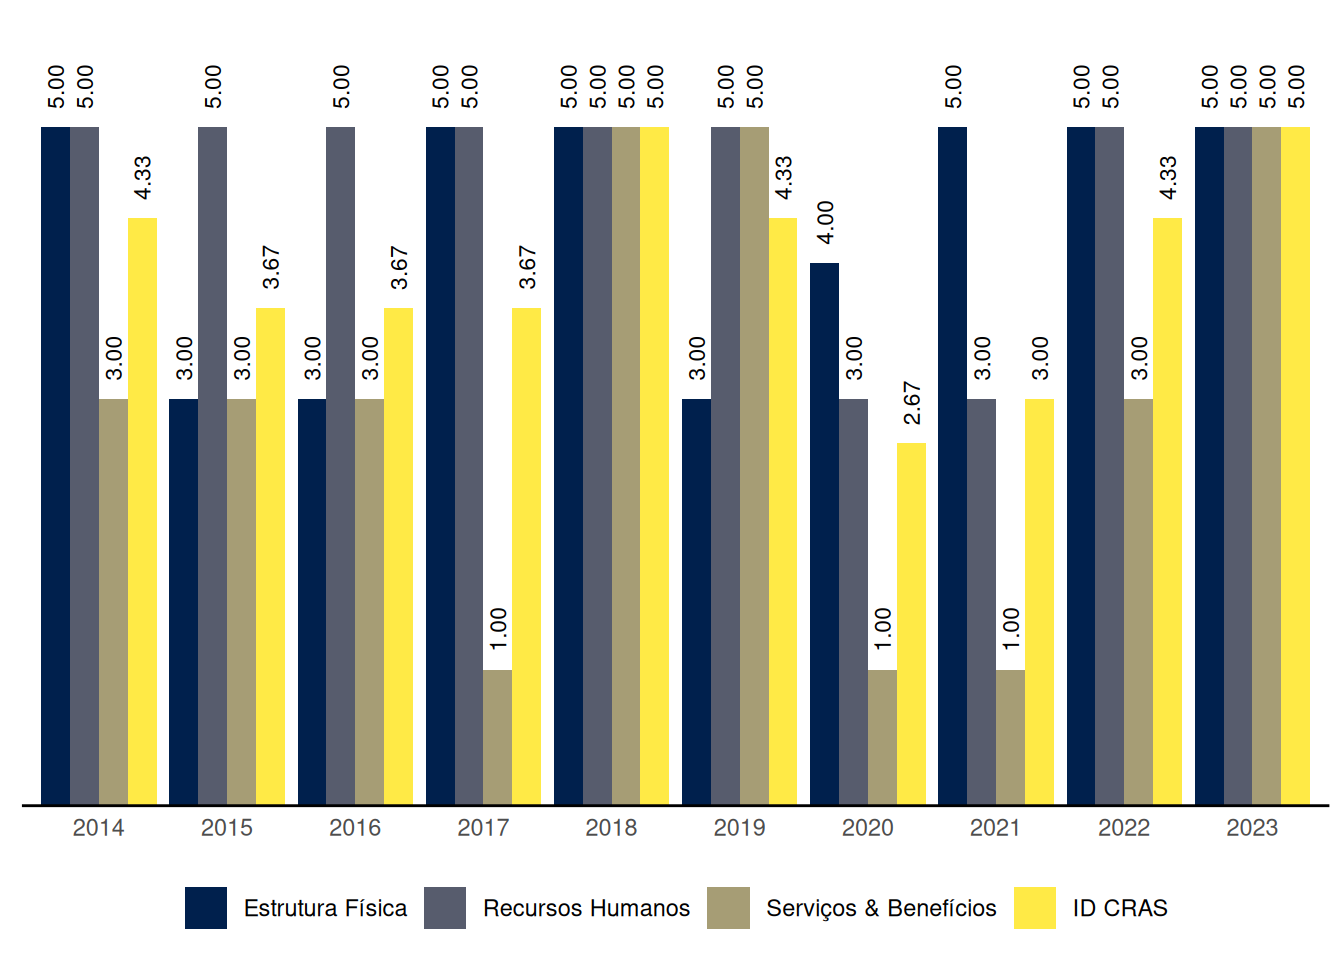 5.00 5.00 3.00 4.33
3.00 5.00 3.00 3.67
3.00 5.00 3.00 3.67
5.00 5.00 1.00 3.67
5.00 5.00 5.00 5.00
3.00 5.00 5.00 4.33
4.00 3.00 1.00 2.67
5.00 3.00 1.00 3.00
5.00 5.00 3.00 4.33
5.00 5.00 5.00 5.00
2014 2015 2016 2017 2018 2019 2020 2021 2022 2023
Estrutura Física Recursos Humanos Serviços & Benefícios ID CRAS